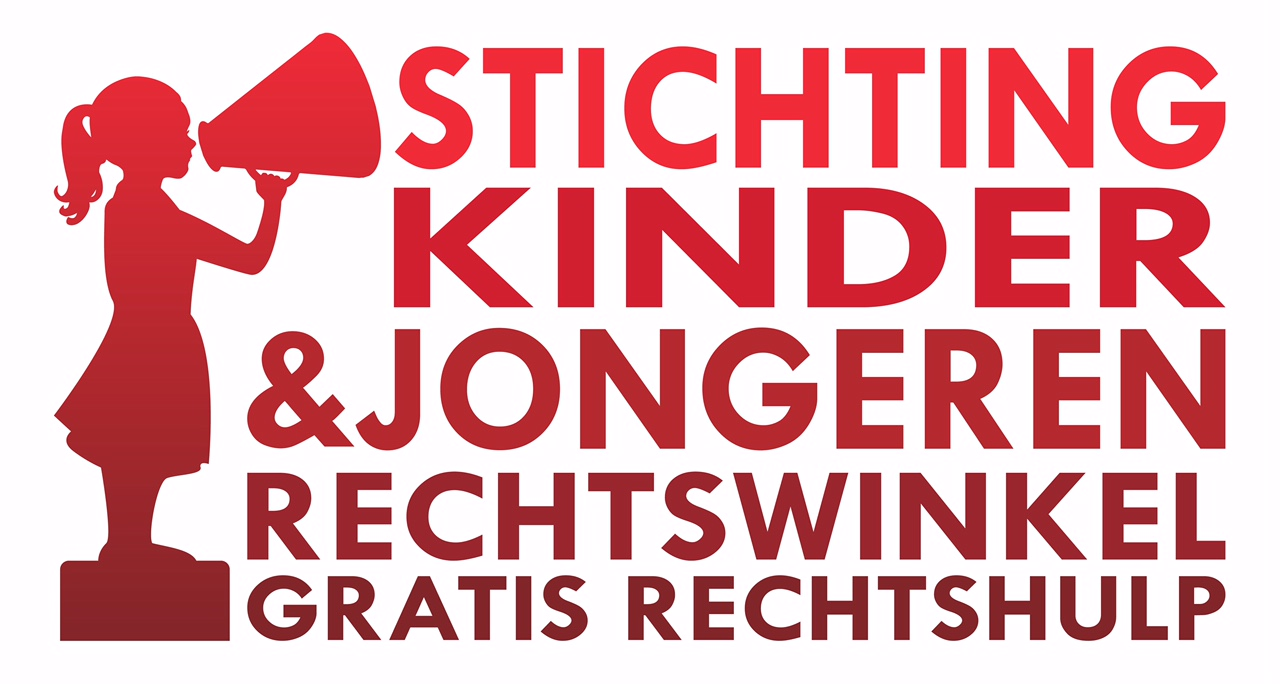 STICHTING
KINDER
&JONGEREN
RECHTSWINKEL
GRATIS RECHTSHULP